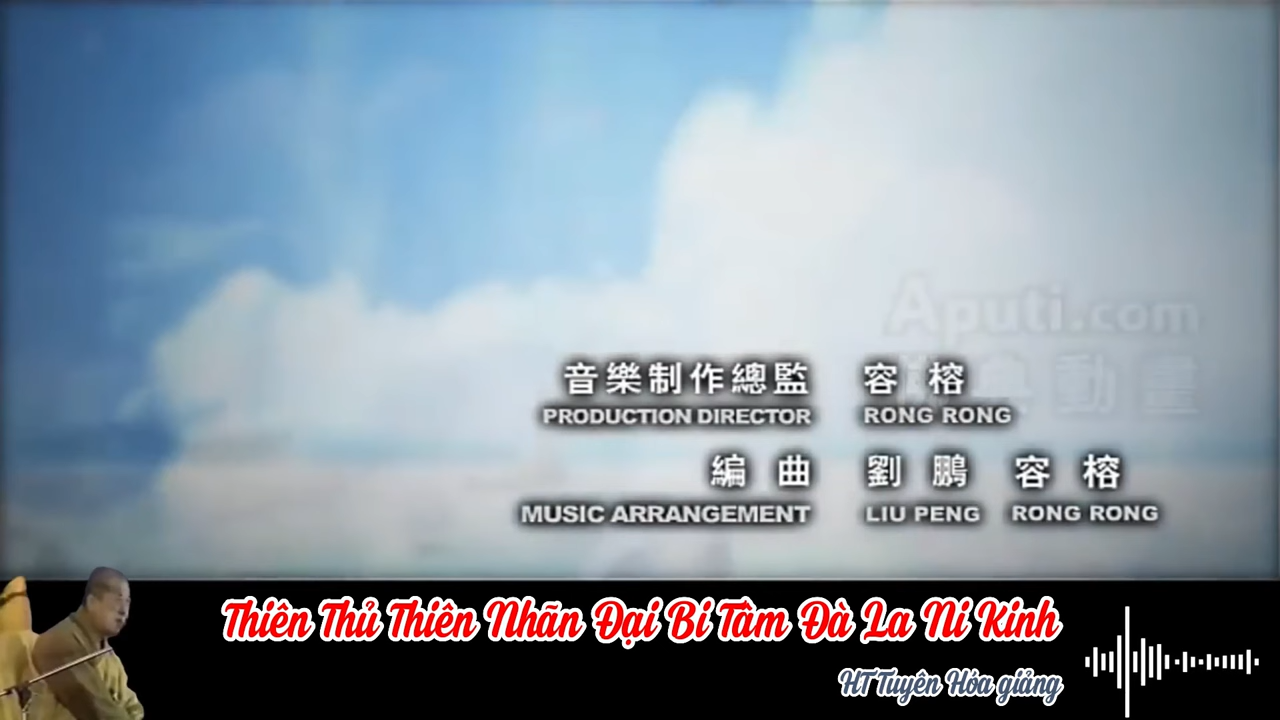 Aputi.com
動畫
音樂制作總監 容 榕
PRODUCTION DIRECTOR RONG RONG
編 曲 劉 鵬 容 榕
MUSIC ARRANGEMENT LIU PENG RONG RONG
Thiên Thủ Thiên Nhãn Đại Bi Tâm Đà La Ni Kinh
HT Tuyên Hóa giảng